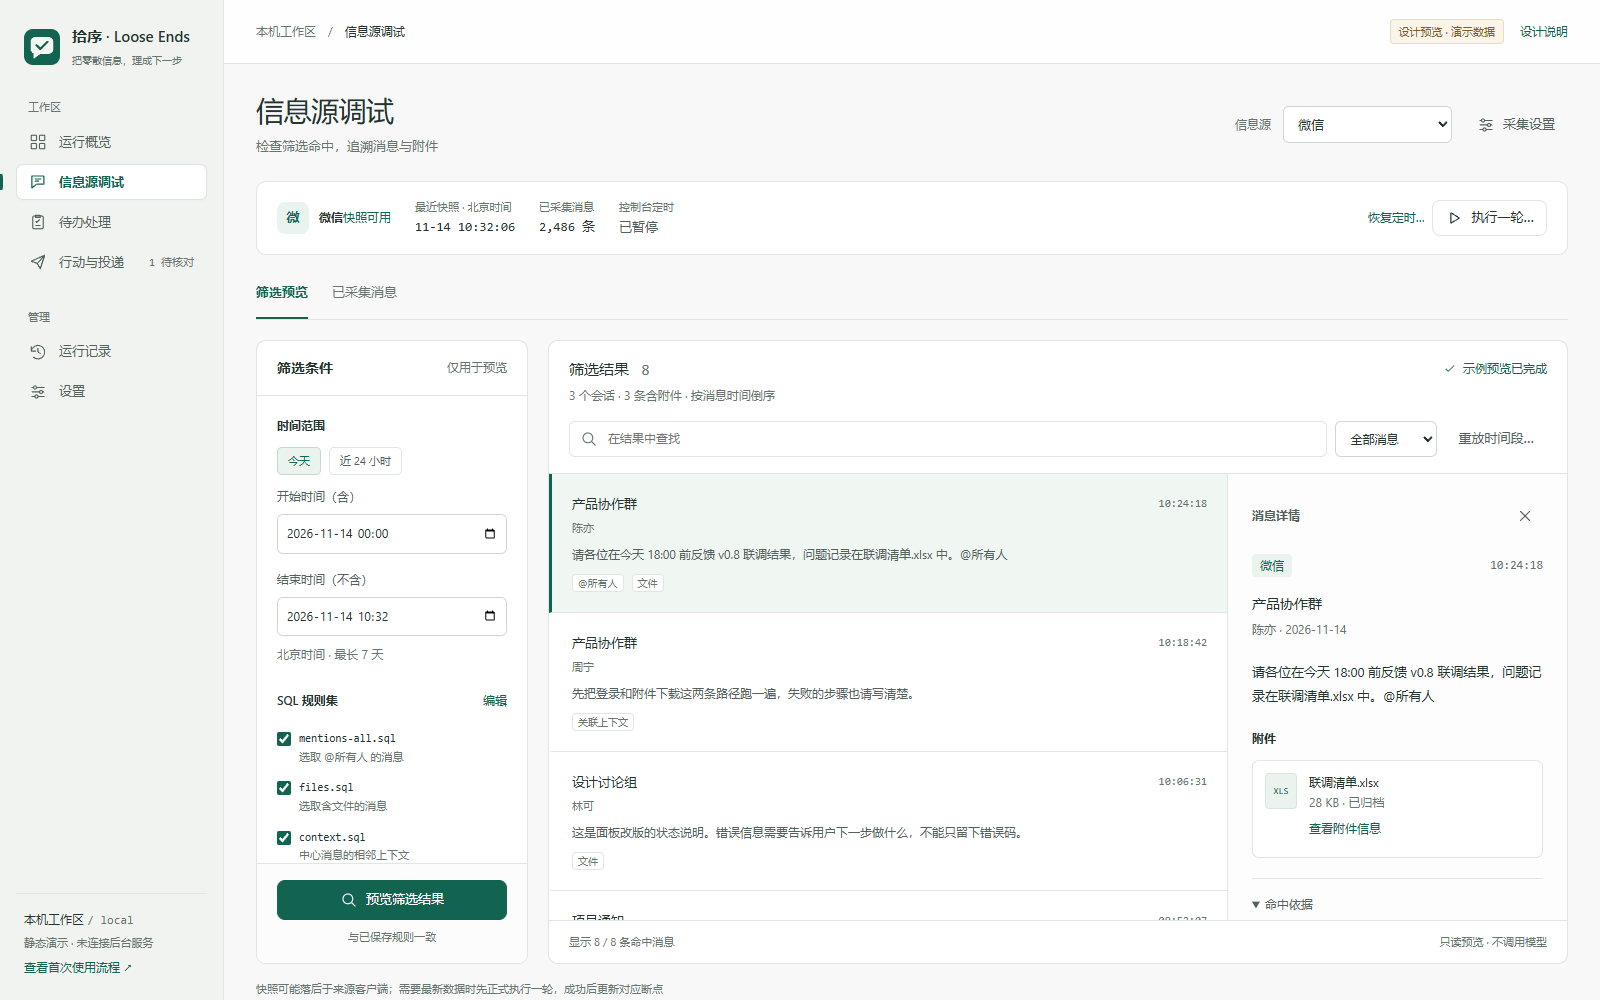 拾序 · Loose Ends
把零散信息，理成下一步
工作区
运行概览
信息源调试
待办处理
行动与投递 1 待核对
管理
运行记录
设置
本机工作区 / local
静态演示 · 未连接后台服务
查看首次使用流程 ↗
本机工作区 / 信息源调试
设计预览 · 演示数据
设计说明
信息源调试
检查筛选命中，追溯消息与附件
信息源 微信
采集设置
微 微信快照可用
最近快照 · 北京时间
11-14 10:32:06
已采集消息
2,486 条
控制台定时
已暂停
恢复定时...
执行一轮...
筛选预览
已采集消息
筛选条件 仅用于预览
时间范围
今天 近 24 小时
开始时间（含）
2026-11-14 00:00
结束时间（不含）
2026-11-14 10:32
北京时间 · 最长 7 天
SQL 规则集 编辑
mentions-all.sql
选取 @所有人 的消息
files.sql
选取含文件的消息
context.sql
中心消息的相邻上下文
预览筛选结果
与已保存规则一致
筛选结果 8
示例预览已完成
3 个会话 · 3 条含附件 · 按消息时间倒序
在结果中查找
全部消息
重放时间段...
产品协作群 10:24:18
陈亦
请各位在今天 18:00 前反馈 v0.8 联调结果，问题记录在联调清单.xlsx 中。@所有人
@所有人 文件
产品协作群 10:18:42
周宁
先把登录和附件下载这两条路径跑一遍，失败的步骤也请写清楚。
关联上下文
设计讨论组 10:06:31
林可
这是面板改版的状态说明。错误信息需要告诉用户下一步做什么，不能只留下错误码。
文件
显示 8 / 8 条命中消息
消息详情
微信 10:24:18
产品协作群
陈亦 · 2026-11-14
请各位在今天 18:00 前反馈 v0.8 联调结果，问题记
录在联调清单.xlsx 中。@所有人
附件
XLS
联调清单.xlsx
28 KB · 已归档
查看附件信息
▼ 命中依据
只读预览 · 不调用模型
快照可能落后于来源客户端；需要最新数据时先正式执行一轮，成功后更新对应断点